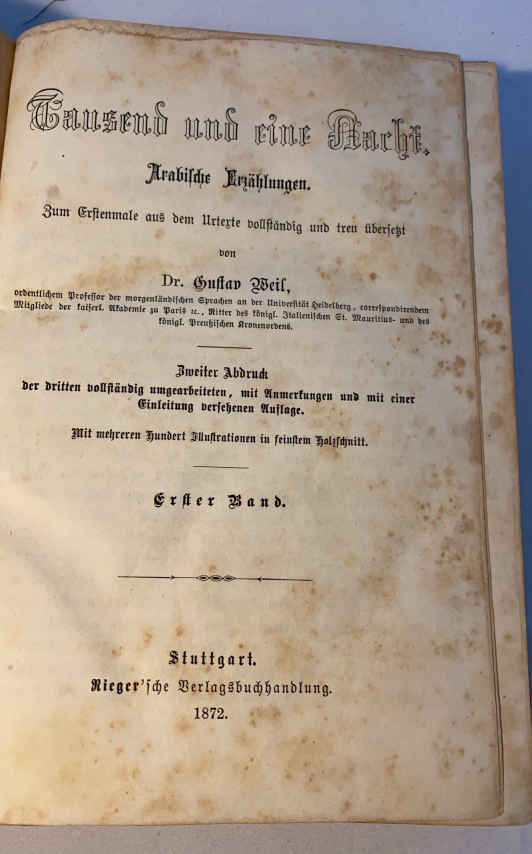 Tausend und eine Nacht.
Arabische Erzählungen.
Zum Erstenmale aus dem Urtexte vollständig und treu übersetzt
von
Dr. Gustav Weil,
ordentlichem Professor der morgenländischen Sprachen an der Universität Heidelberg, correspondirendem
Mitgliede der kaiserl. Akademie zu Paris ꝛc., Ritter des königl. Italienischen St. Mauritius- und des
königl. Preußischen Kronenordens.
Zweiter Abdruck
der dritten vollständig umgearbeiteten, mit Anmerkungen und mit einer
Einleitung versehenen Auflage.
Mit mehreren Hundert Illustrationen in feinstem Holzschnitt.
Erster Band.
Stuttgart.
Rieger'sche Verlagsbuchhandlung.
1872.